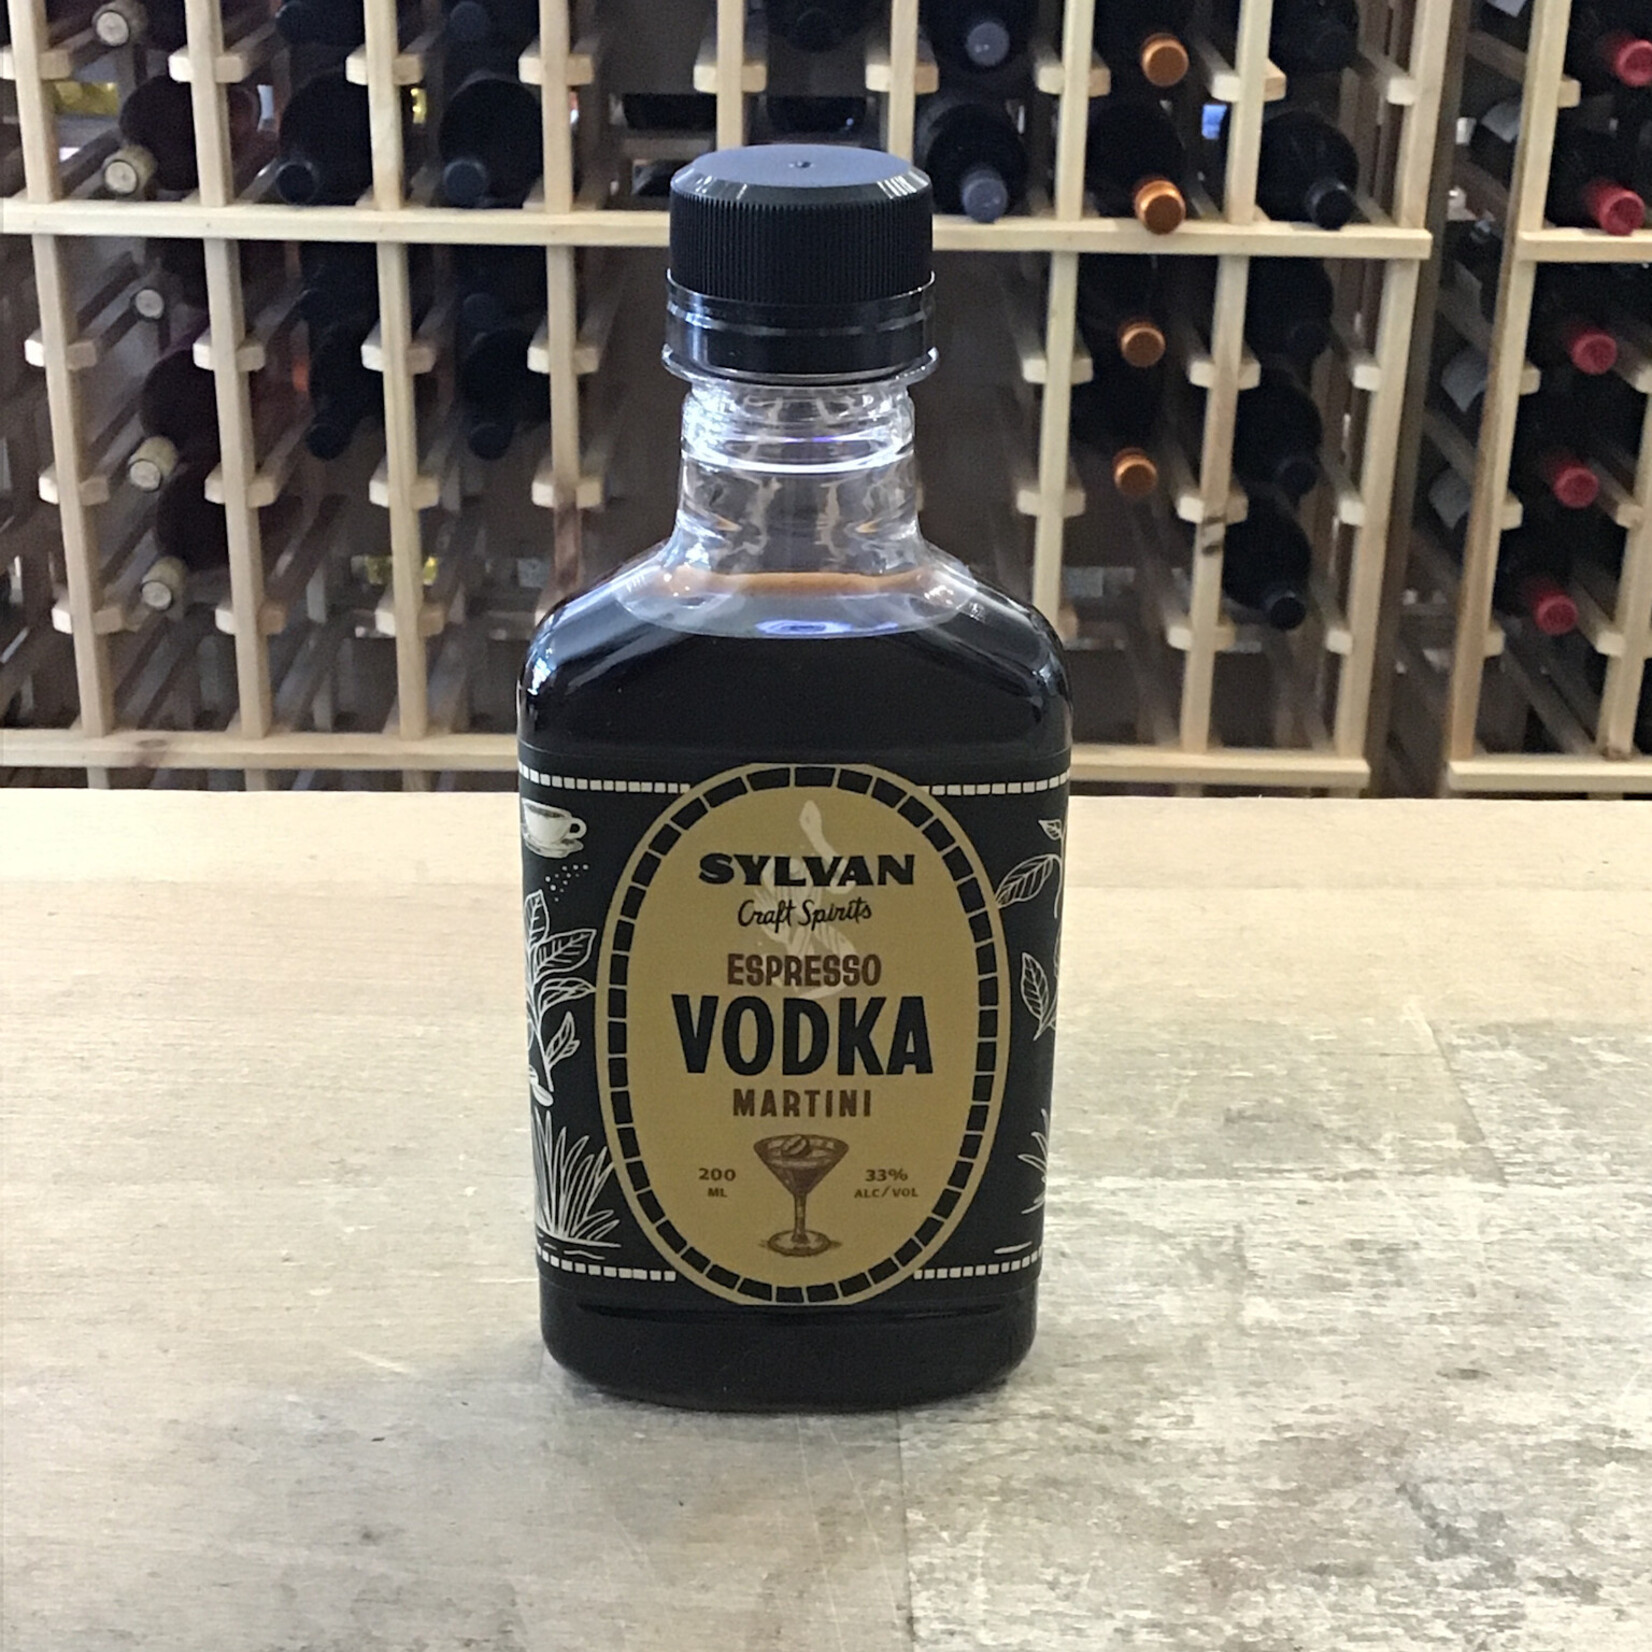 SYLVAN
Craft Spirits
ESPRESSO
VODKA
MARTINI
200
ML
33%
ALC/VOL